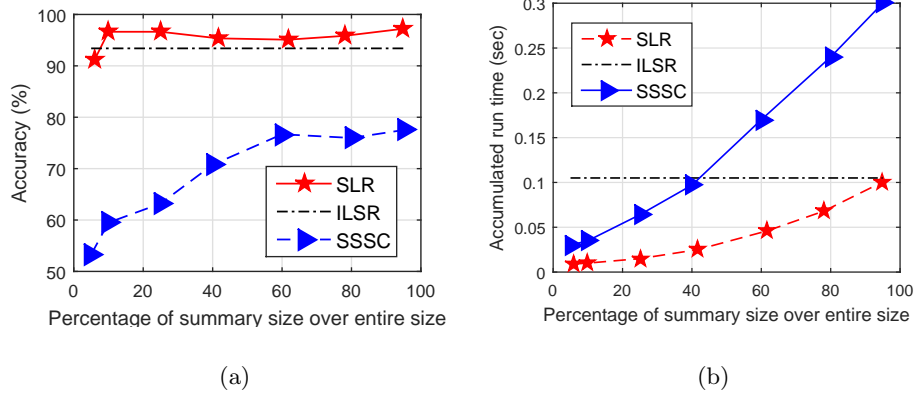 100
90
80
70
60
50
Accuracy (%)
SLR
ILSR
SSSC
0 20 40 60 80 100
Percentage of summary size over entire size
(a)
0.3
0.25
0.2
0.15
0.1
0.05
0
Accumulated run time (sec)
SLR
ILSR
SSSC
0 20 40 60 80 100
Percentage of summary size over entire size
(b)